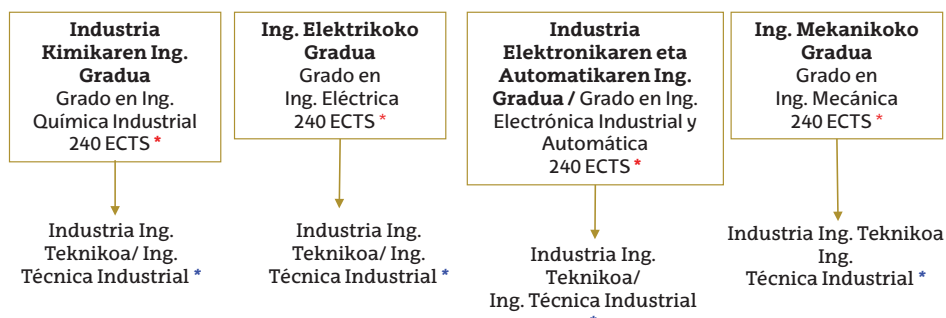 Industria
Kimikaren Ing.
Gradua
Grado en Ing.
Química Industrial
240 ECTS *
Industria Ing.
Teknikoa/ Ing.
Técnica Industrial *
Ing. Elektrikoko
Gradua
Grado en
Ing. Eléctrica
240 ECTS *
Industria Ing.
Teknikoa/ Ing.
Técnica Industrial *
Industria
Elektronikaren eta
Automatikaren Ing.
Gradua / Grado en Ing.
Electrónica Industrial y
Automática
240 ECTS *
Industria Ing.
Teknikoa/
Ing. Técnica Industrial
*
Ing. Mekanikoko
Gradua
Grado en
Ing. Mecánica
240 ECTS *
Industria Ing. Teknikoa
Ing.
Técnica Industrial *